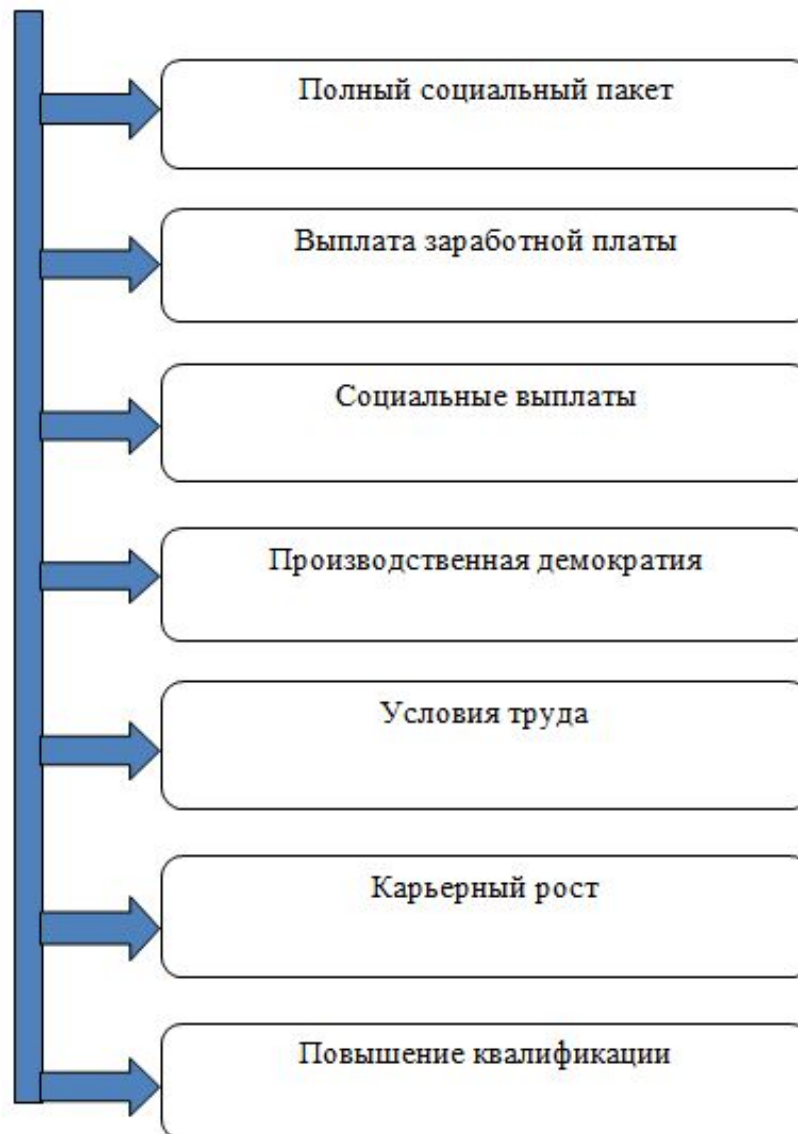 Полный социальный пакет
Выплата заработной платы
Социальные выплаты
Производственная демократия
Условия труда
Карьерный рост
Повышение квалификации